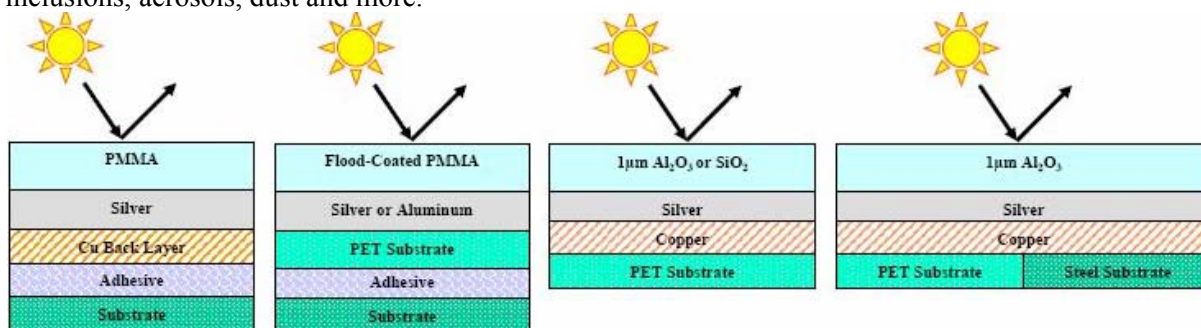 inclusions, aerosols, dust and more.
PMMA
Silver
Cu Back Layer
Adhesive
Substrate
Flood-Coated PMMA
Silver or Aluminum
PET Substrate
Adhesive
Substrate
1µm Al₂O₃ or SiO₂
Silver
Copper
PET Substrate
1µm Al₂O₃
Silver
Copper
PET Substrate
Steel Substrate